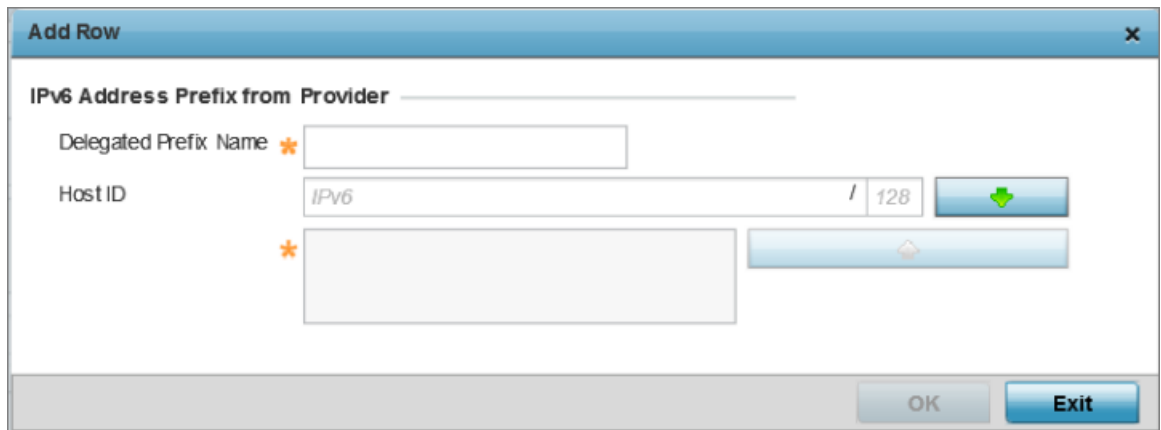 Add Row
IPv6 Address Prefix from Provider
Delegated Prefix Name *
Host ID IPv6 / 128
*
OK Exit